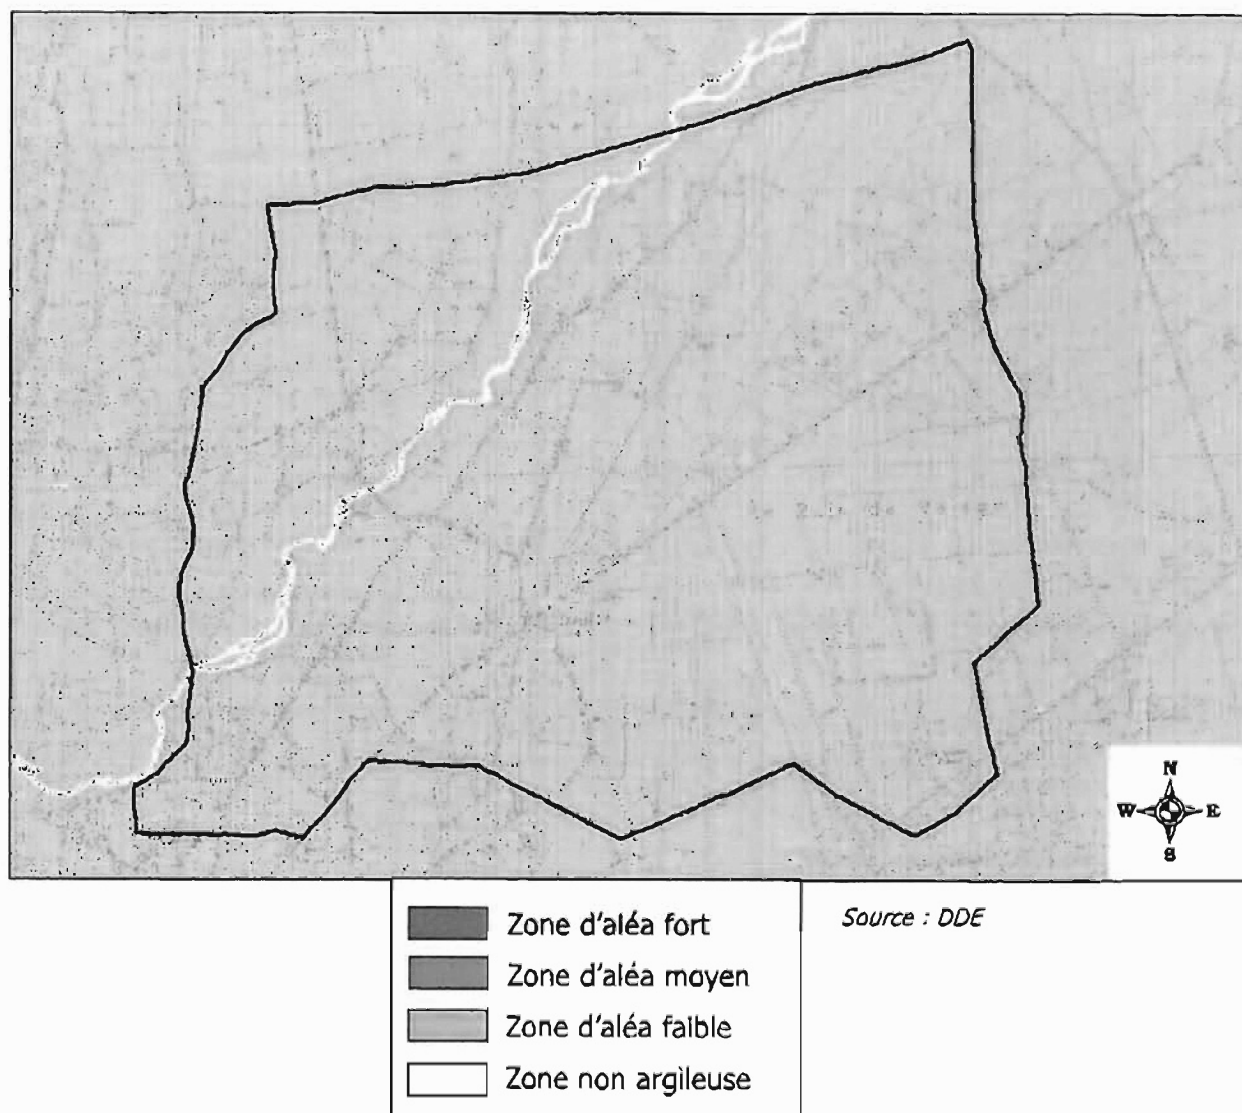 N
W E
S
Source : DDE
Zone d'aléa fort
Zone d'aléa moyen
Zone d'aléa faible
Zone non argileuse